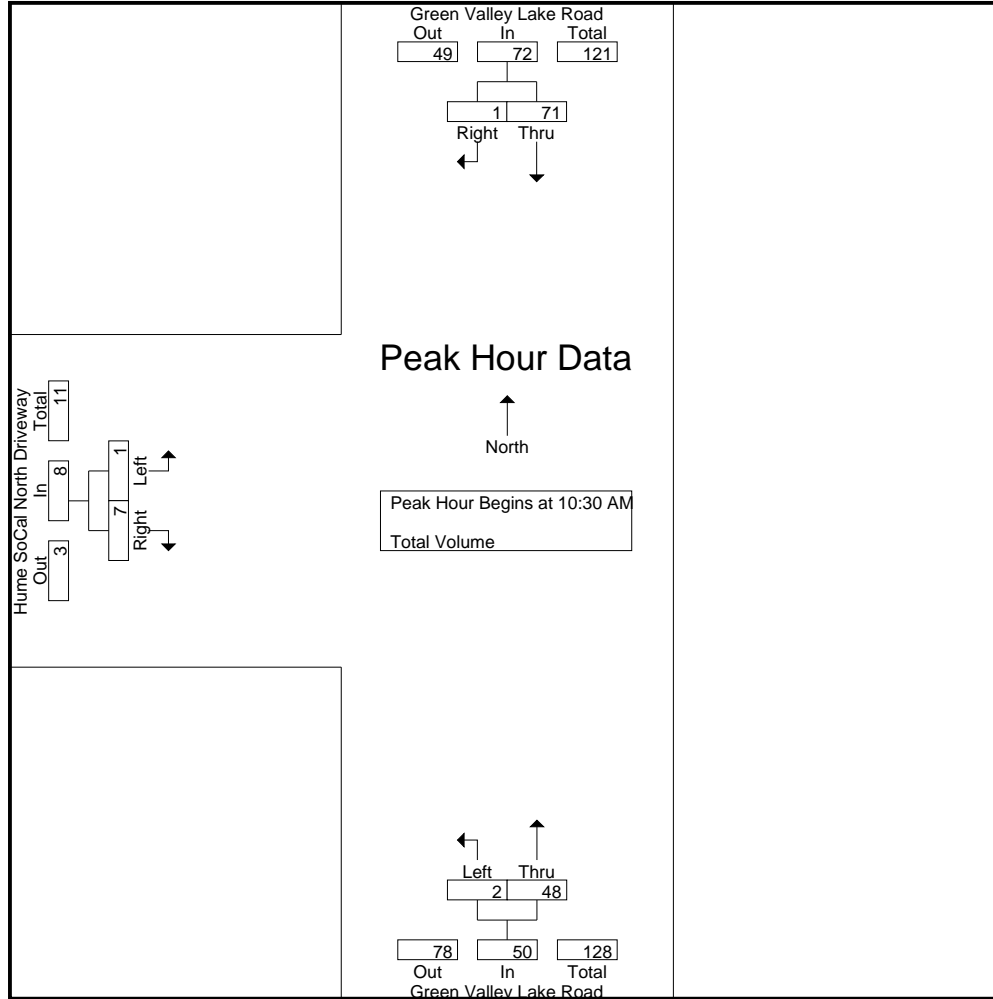 Green Valley Lake Road
Out In Total
49 72 121
1 71
Right Thru
Peak Hour Data
North
Peak Hour Begins at 10:30 AM
Total Volume
Hume SoCal North Driveway
Out In Total
3 8 11
7 1
Right Left
Left Thru
2 48
78 50 128
Out In Total
Green Valley Lake Road